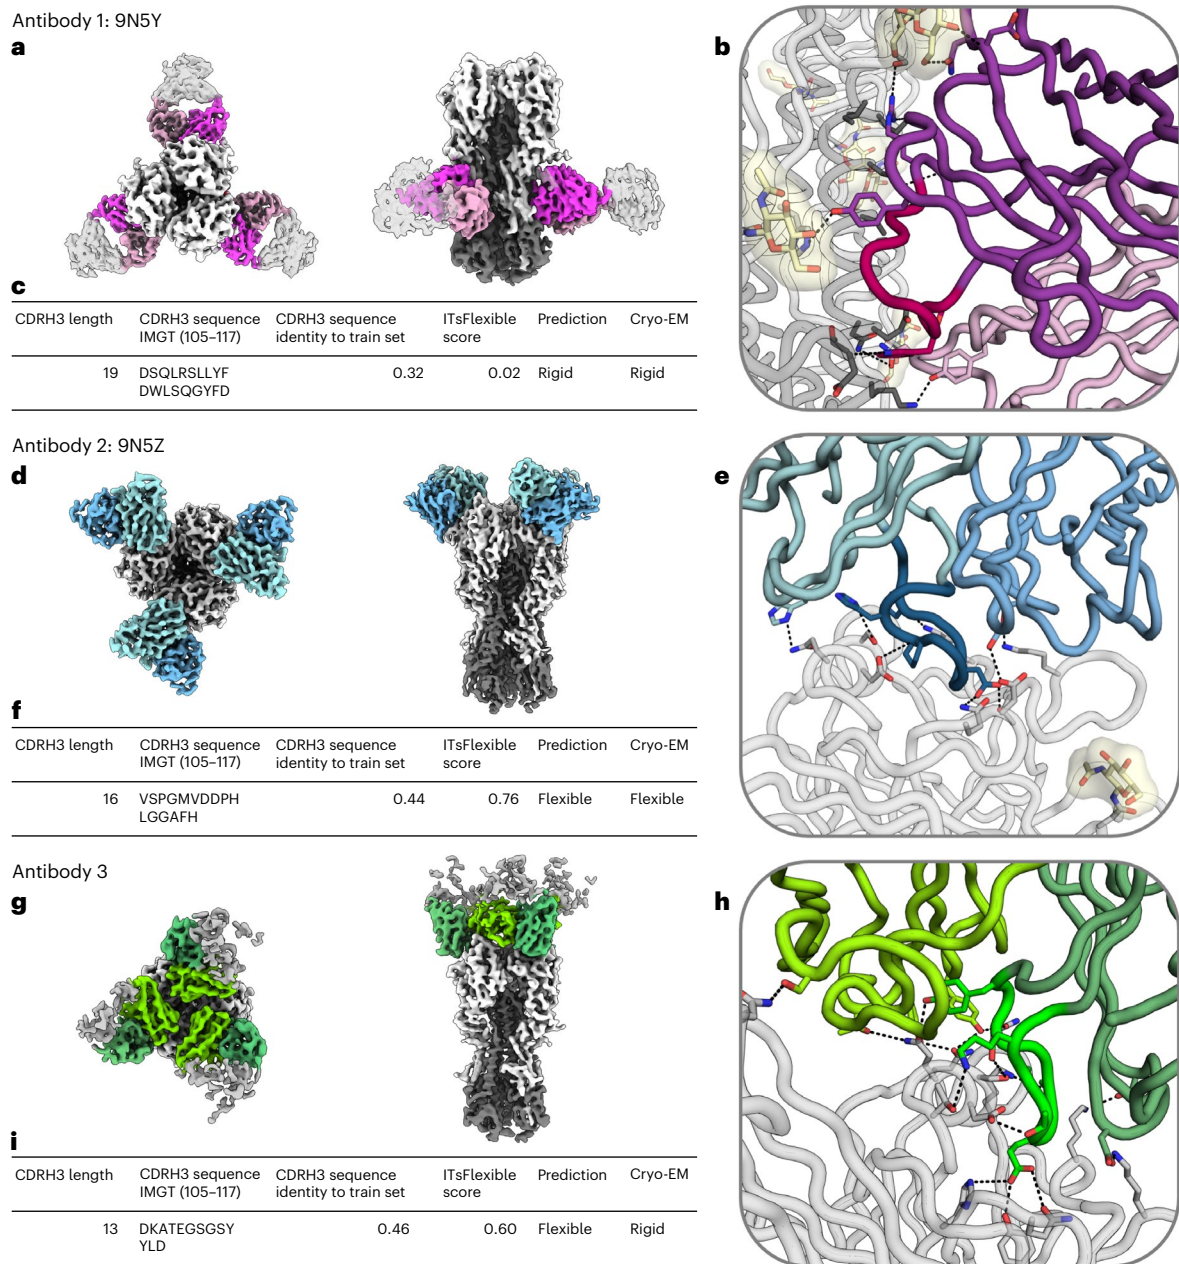 Antibody 1: 9N5Y
a
b
c
CDRH3 length CDRH3 sequence CDRH3 sequence ITsFlexible Prediction Cryo-EM
IMGT (105–117) identity to train set score
19 DSQLRSLLYF 0.32 0.02 Rigid Rigid
DWLSQGYFD
Antibody 2: 9N5Z
d
e
f
CDRH3 length CDRH3 sequence CDRH3 sequence ITsFlexible Prediction Cryo-EM
IMGT (105–117) identity to train set score
16 VSPGMVDDPH 0.44 0.76 Flexible Flexible
LGGAFH
Antibody 3
g
h
i
CDRH3 length CDRH3 sequence CDRH3 sequence ITsFlexible Prediction Cryo-EM
IMGT (105–117) identity to train set score
13 DKATEGSGSY 0.46 0.60 Flexible Rigid
YLD